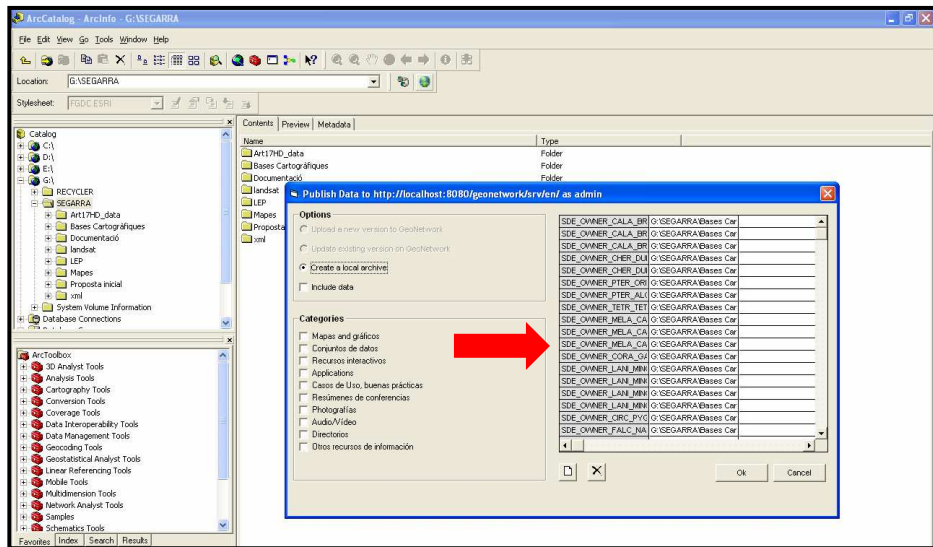 ArcCatalog - ArcInfo - G:\SEGARRA
File Edit View Go Tools Window Help
Location: G:\SEGARRA
Stylesheet: FGDC ESRI
Contents Preview Metadata
Catalog
C:\
D:\
E:\
G:\
RECYCLER
SEGARRA
Art17HD_data
Bases Cartogràfiques
Documentació
landsat
LEP
Mapes
Proposta inicial
xml
System Volume Information
Database Connections
Name Type
Art17HD_data Folder
Bases Cartogràfiques Folder
Documentació Folder
landsat
LEP
Mapes
Proposta
xml
ArcToolbox
3D Analyst Tools
Analysis Tools
Cartography Tools
Conversion Tools
Coverage Tools
Data Interoperability Tools
Data Management Tools
Geocoding Tools
Geostatistical Analyst Tools
Linear Referencing Tools
Mobile Tools
Multidimension Tools
Network Analyst Tools
Samples
Schematics Tools
Favorites Index Search Results
Publish Data to http://localhost:8080/geonetwork/srv/en/ as admin
Options
Upload a new version to GeoNetwork
Update existing version on GeoNetwork
Create a local archive
Include data
Categories
Mapas and gráficos
Conjuntos de datos
Recursos interactivos
Applications
Casos de Uso, buenas prácticas
Resúmenes de conferencias
Photografías
Audio/Vídeo
Directorios
Otros recursos de información
SDE_OWNER_CALA_BR G:\SEGARRA\Bases Car
SDE_OWNER_CALA_BR G:\SEGARRA\Bases Car
SDE_OWNER_CALA_BR G:\SEGARRA\Bases Car
SDE_OWNER_CHER_DU G:\SEGARRA\Bases Car
SDE_OWNER_CHER_DU G:\SEGARRA\Bases Car
SDE_OWNER_PTER_ORI G:\SEGARRA\Bases Car
SDE_OWNER_PTER_AL G:\SEGARRA\Bases Car
SDE_OWNER_TETR_TET G:\SEGARRA\Bases Car
SDE_OWNER_MELA_CA G:\SEGARRA\Bases Car
SDE_OWNER_MELA_CA G:\SEGARRA\Bases Car
SDE_OWNER_MELA_CA G:\SEGARRA\Bases Car
SDE_OWNER_CORA_GA G:\SEGARRA\Bases Car
SDE_OWNER_LANI_MIN G:\SEGARRA\Bases Car
SDE_OWNER_LANI_MIN G:\SEGARRA\Bases Car
SDE_OWNER_LANI_MIN G:\SEGARRA\Bases Car
SDE_OWNER_LANI_MIN G:\SEGARRA\Bases Car
SDE_OWNER_CIRC_PYG G:\SEGARRA\Bases Car
SDE_OWNER_FALC_NA G:\SEGARRA\Bases Car
Ok Cancel